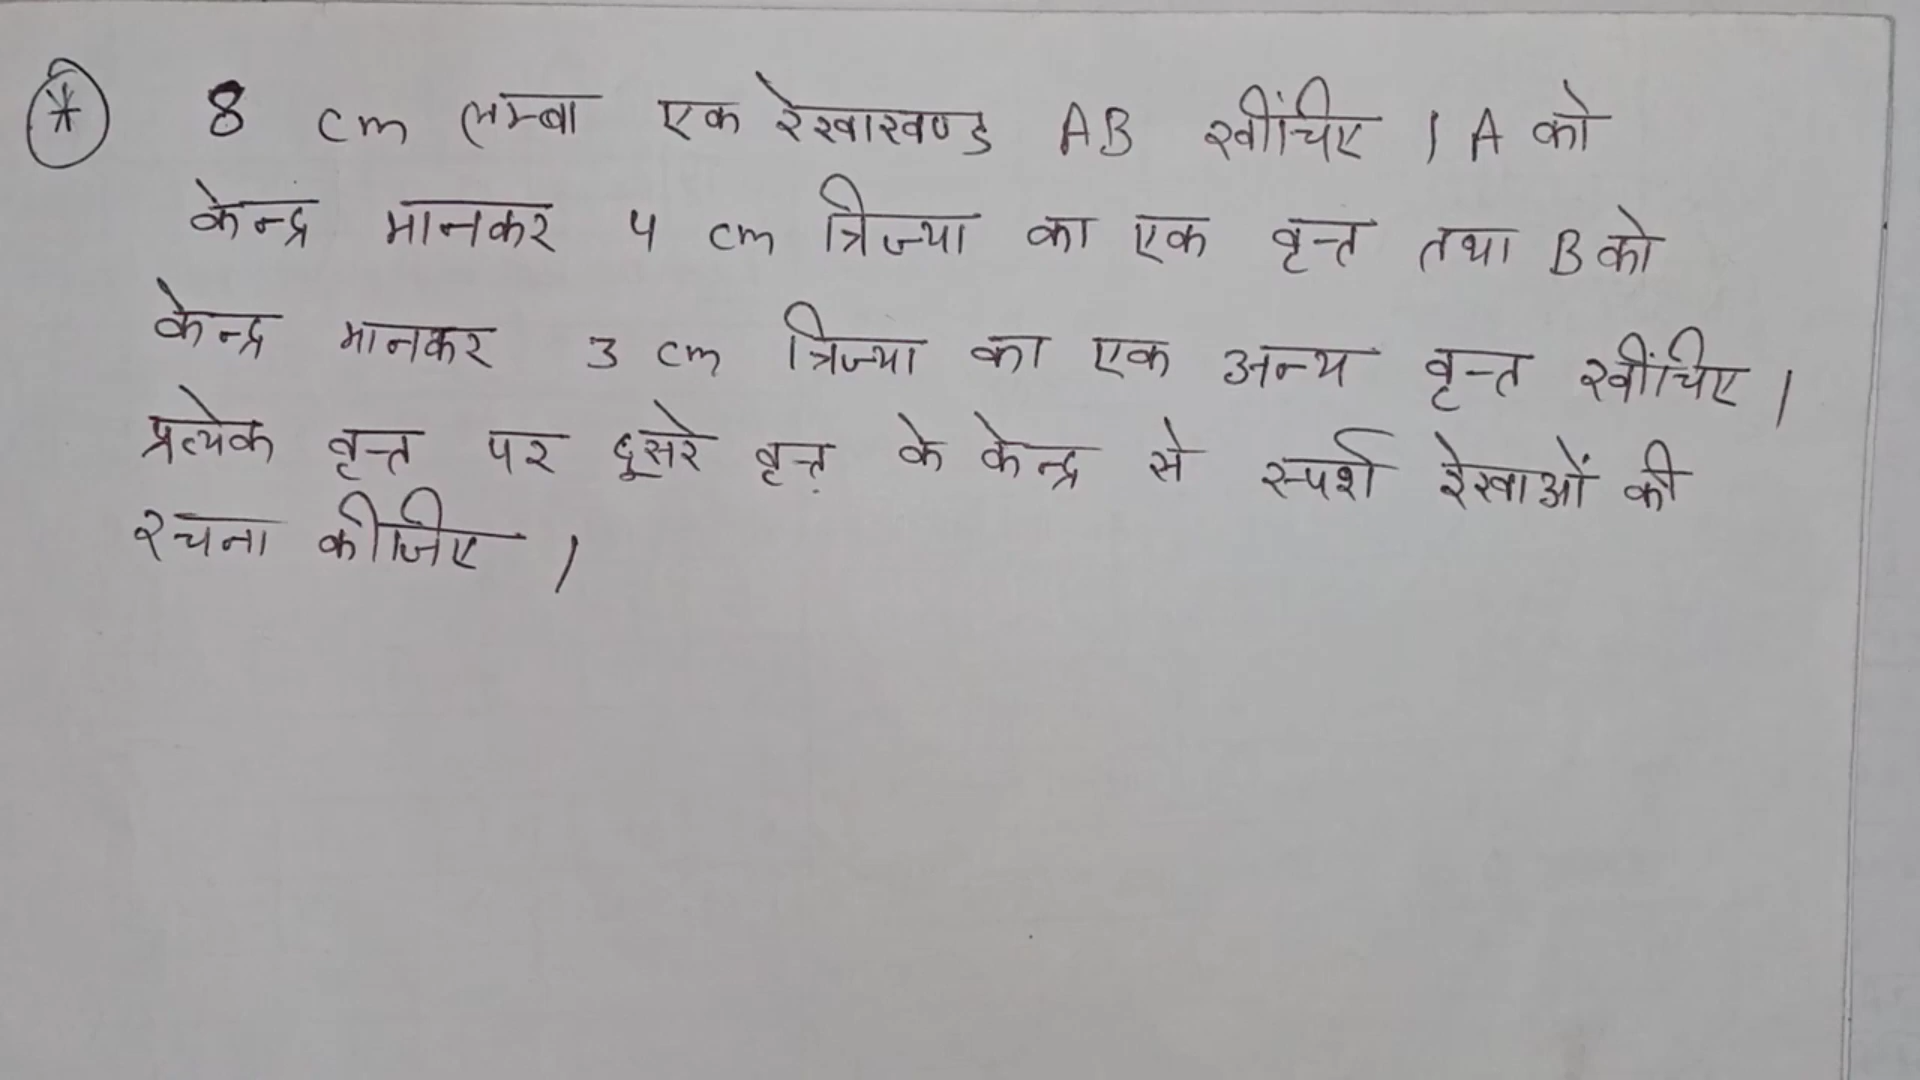 * 8 cm लम्बा एक रेखाखण्ड AB खींचिए । A को
केन्द्र मानकर 4 cm त्रिज्या का एक वृत्त तथा B को
केन्द्र मानकर 3 cm त्रिज्या का एक अन्य वृत्त खींचिए ।
प्रत्येक वृत्त पर दूसरे वृत्त के केन्द्र से स्पर्श रेखाओं की
रचना कीजिए ।